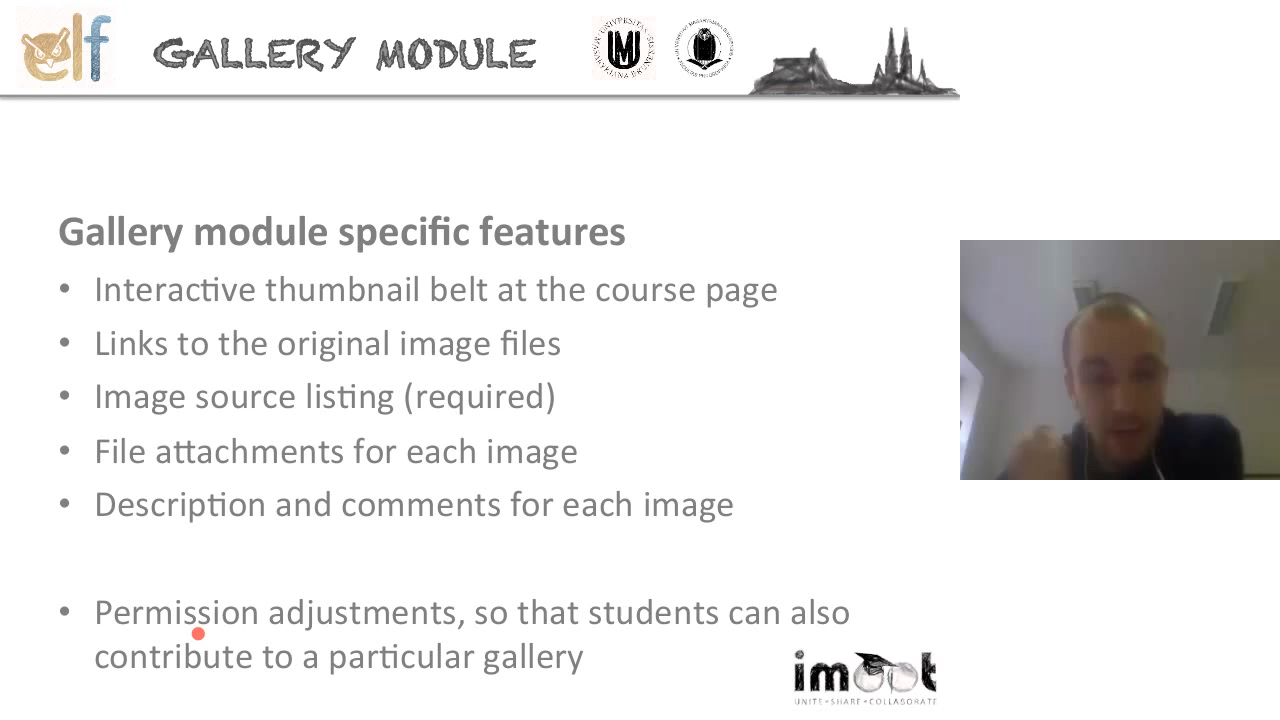 elf
GALLERY MODULE
Gallery module specific features
• Interactive thumbnail belt at the course page
• Links to the original image files
• Image source listing (required)
• File attachments for each image
• Description and comments for each image
• Permission adjustments, so that students can also
contribute to a particular gallery
imoot
UNITE•SHARE•COLLABORATE